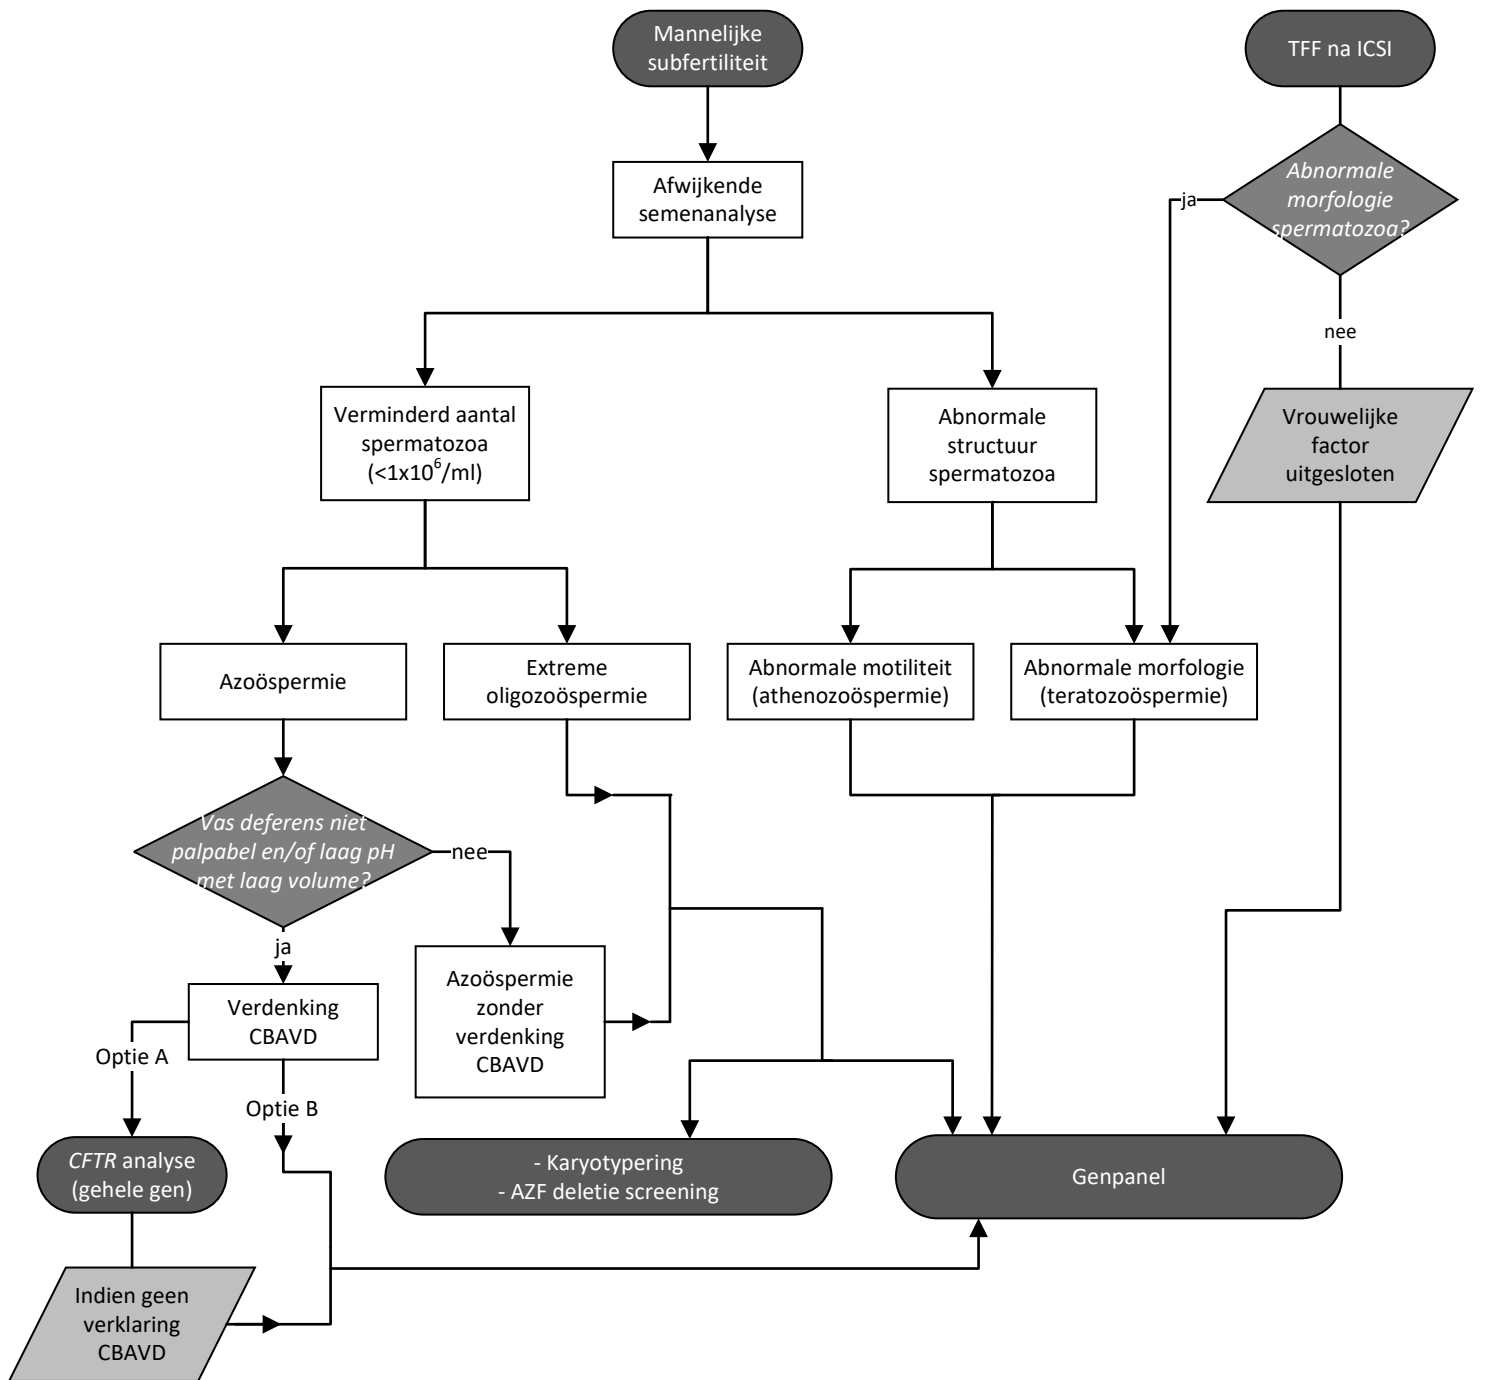 Mannelijke
subfertiliteit
TFF na ICSI
Afwijkende
semenanalyse
Abnormale
morfologie
spermatozoa?
ja
nee
Verminderd aantal
spermatozoa
(<1x10⁶/ml)
Abnormale
structuur
spermatozoa
Vrouwelijke
factor
uitgesloten
Azoöspermie
Extreme
oligozoöspermie
Abnormale motiliteit
(athenozoöspermie)
Abnormale morfologie
(teratozoöspermie)
Vas deferens niet
palpabel en/of laag pH
met laag volume?
nee
ja
Verdenking
CBAVD
Azoöspermie
zonder
verdenking
CBAVD
Optie A
Optie B
CFTR analyse
(gehele gen)
- Karyotypering
- AZF deletie screening
Genpanel
Indien geen
verklaring
CBAVD